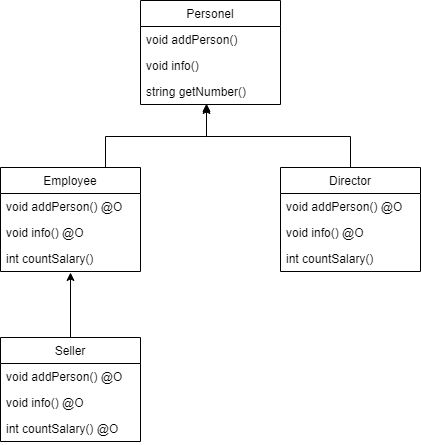 Personel
void addPerson()
void info()
string getNumber()
Employee
void addPerson() @O
void info() @O
int countSalary()
Director
void addPerson() @O
void info() @O
int countSalary()
Seller
void addPerson() @O
void info() @O
int countSalary() @O